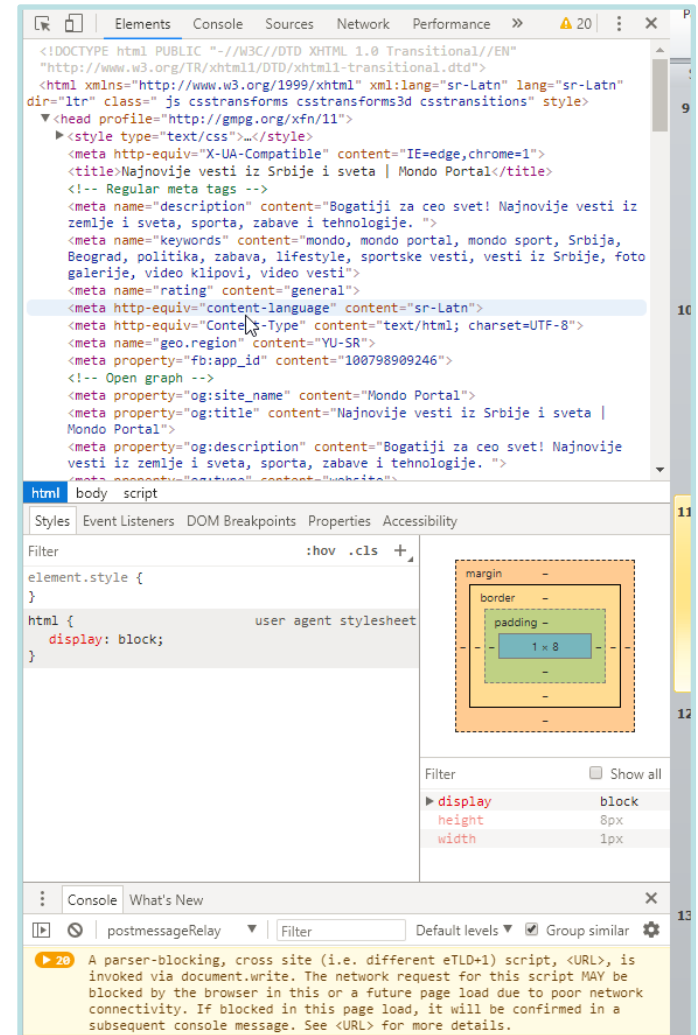 Elements Console Sources Network Performance » 20
<!DOCTYPE html PUBLIC "-//W3C//DTD XHTML 1.0 Transitional//EN"
"http://www.w3.org/TR/xhtml1/DTD/xhtml1-transitional.dtd">
<html xmlns="http://www.w3.org/1999/xhtml" xml:lang="sr-Latn" lang="sr-Latn"
dir="ltr" class=" js csstransforms csstransforms3d csstransitions" style>
▼<head profile="http://gmpg.org/xfn/11">
▶<style type="text/css">…</style>
<meta http-equiv="X-UA-Compatible" content="IE=edge,chrome=1">
<title>Najnovije vesti iz Srbije i sveta | Mondo Portal</title>
<!-- Regular meta tags -->
<meta name="description" content="Bogatiji za ceo svet! Najnovije vesti iz
zemlje i sveta, sporta, zabave i tehnologije. ">
<meta name="keywords" content="mondo, mondo portal, mondo sport, Srbija,
Beograd, politika, zabava, lifestyle, sportske vesti, vesti iz Srbije, foto
galerije, video klipovi, video vesti">
<meta name="rating" content="general">
<meta http-equiv="content-language" content="sr-Latn">
<meta http-equiv="Content-Type" content="text/html; charset=UTF-8">
<meta name="geo.region" content="YU-SR">
<meta property="fb:app_id" content="100798909246">
<!-- Open graph -->
<meta property="og:site_name" content="Mondo Portal">
<meta property="og:title" content="Najnovije vesti iz Srbije i sveta |
Mondo Portal">
<meta property="og:description" content="Bogatiji za ceo svet! Najnovije
vesti iz zemlje i sveta, sporta, zabave i tehnologije. ">
<meta property="og:type" content="website">
html body script
Styles Event Listeners DOM Breakpoints Properties Accessibility
Filter :hov .cls +
element.style {
}
html { user agent stylesheet
display: block;
}
margin –
border –
padding –
– – – 1 × 8 – – –
–
–
–
Filter Show all
▶ display block
height 8px
width 1px
Console What's New
postmessageRelay ▼ Filter Default levels ▼ Group similar
20 A parser-blocking, cross site (i.e. different eTLD+1) script, <URL>, is
invoked via document.write. The network request for this script MAY be
blocked by the browser in this or a future page load due to poor network
connectivity. If blocked in this page load, it will be confirmed in a
subsequent console message. See <URL> for more details.
P
9
10
11
12
13